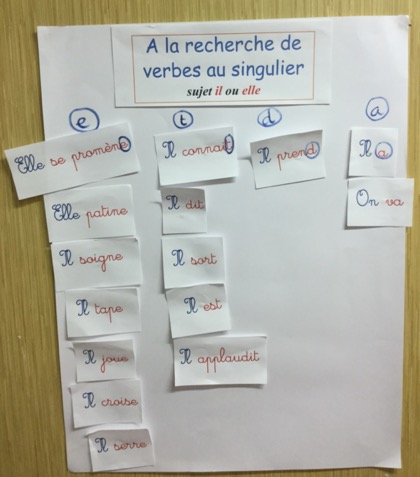 A la recherche de
verbes au singulier
sujet il ou elle
e t d a
Elle se promène
Elle patine
Il soigne
Il tape
Il joue
Il croise
Il serre
Il connait
Il dit
Il sort
Il est
Il applaudit
Il prend
Il a
On va